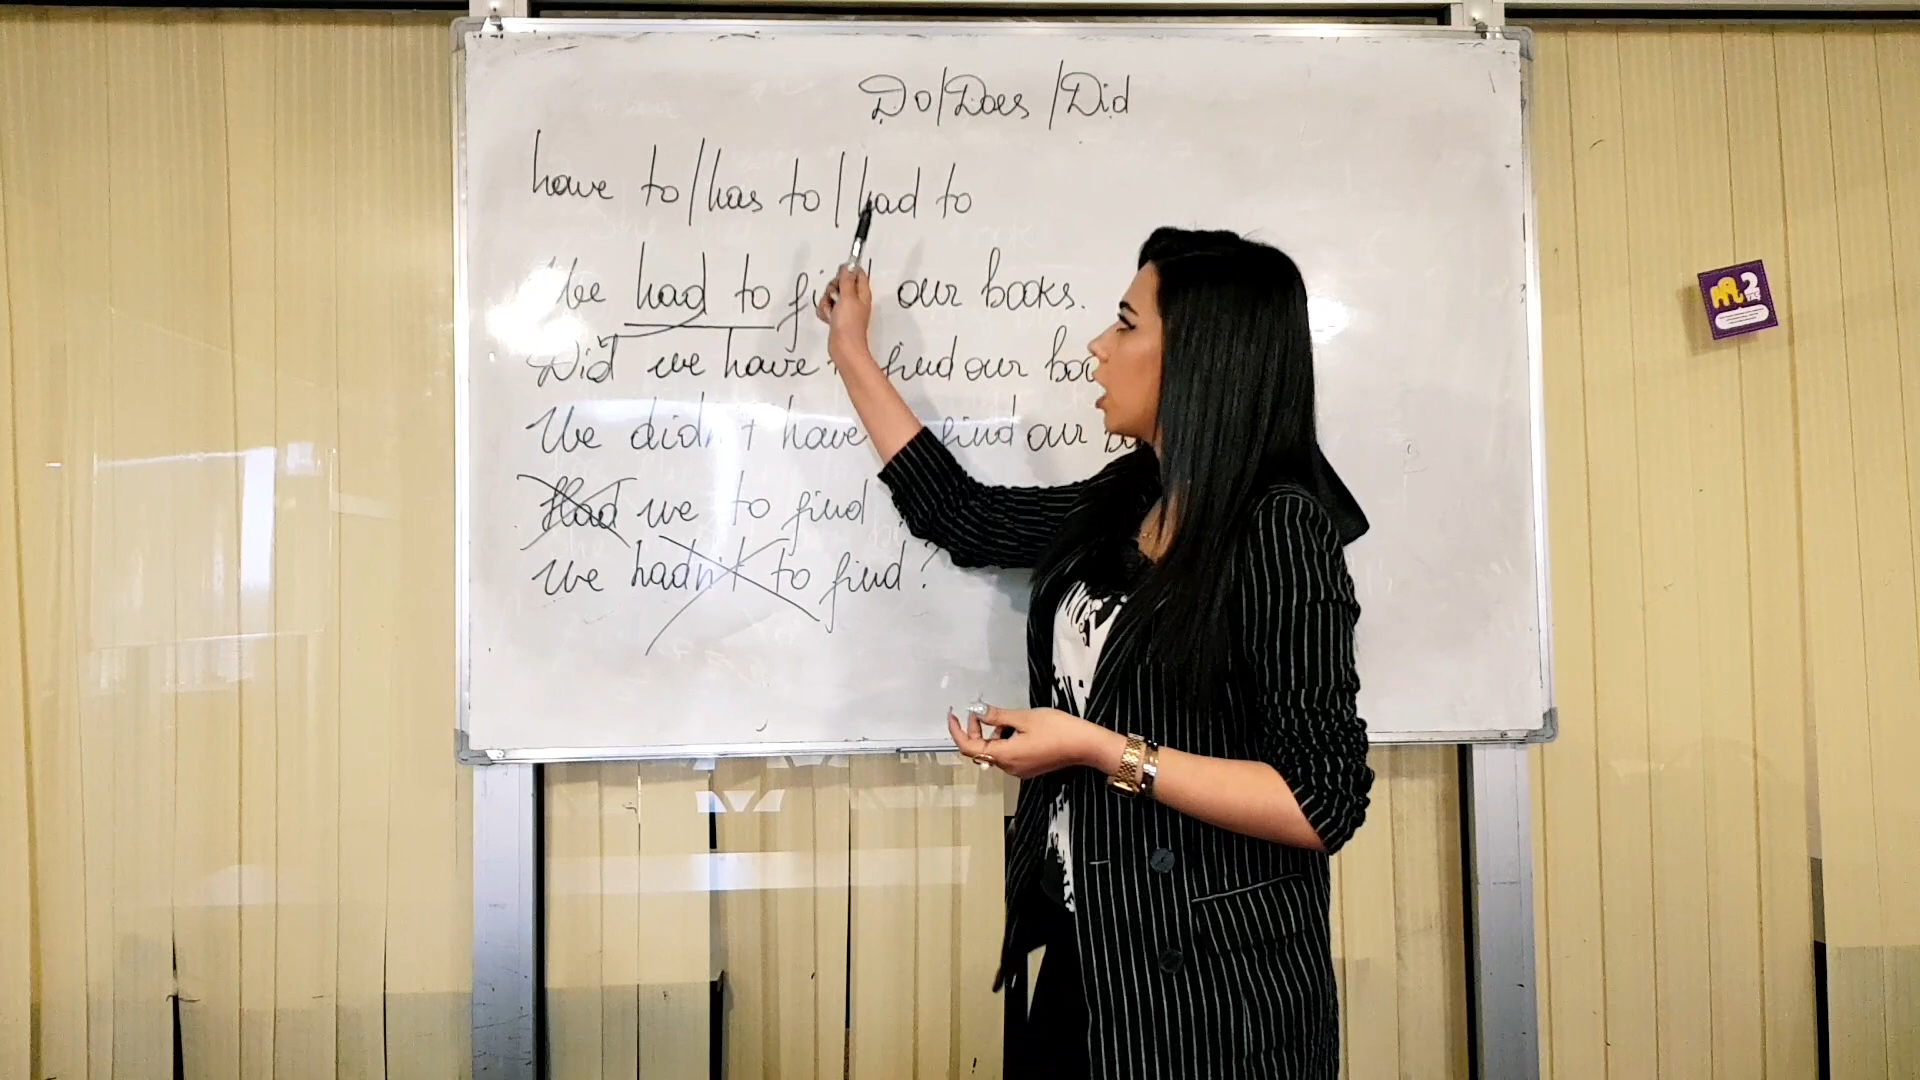 Do/Does/Did
have to/has to/had to
We had to find our books.
Did we have find our
We didn't have find our
Had we to find
We hadn't to find?
2